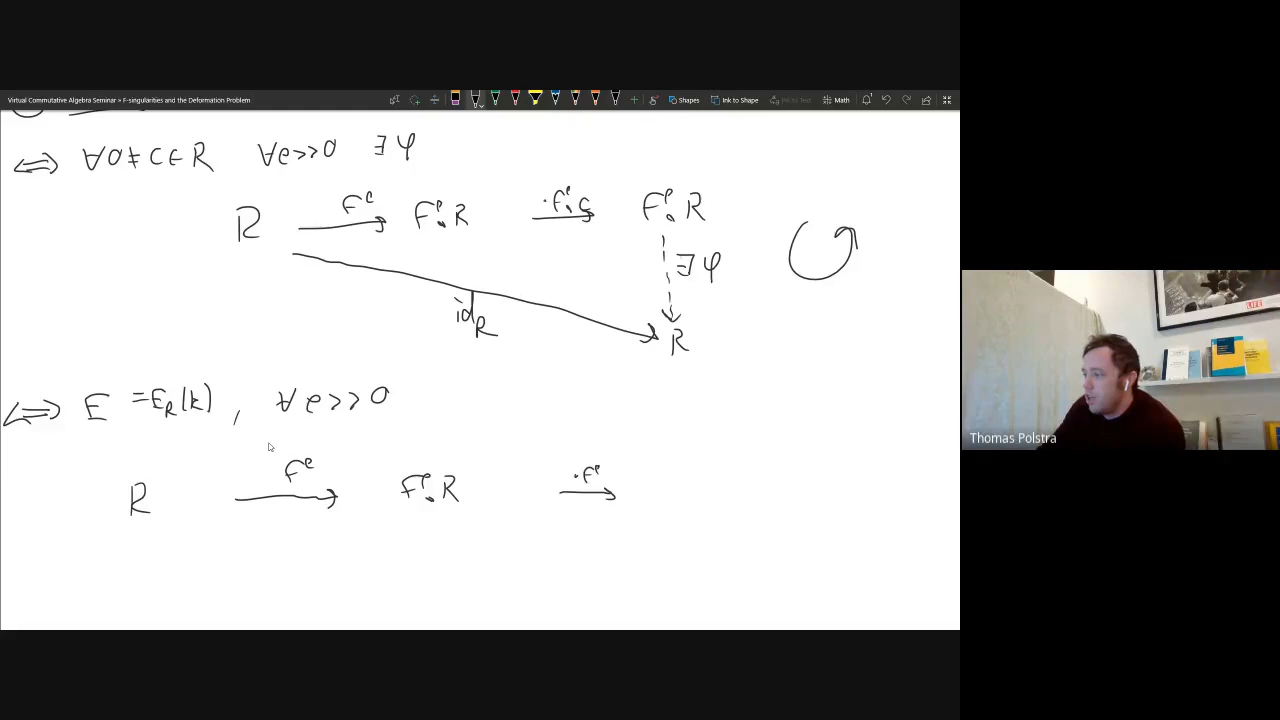 Virtual Commutative Algebra Seminar » F-singularities and the Deformation Problem
Shapes
Ink to Shape
Math
⟺ ∀ 0 ≠ c ∈ R ∀ e >> 0 ∃ φ
R —F^e→ F^e_* R —·F^e_* c→ F^e_* R
∃ φ
id_R
R
⟺ E = E_R(k), ∀ e >> 0
R —F^e→ F^e_* R —·F^e→
LIFE
Thomas Polstra